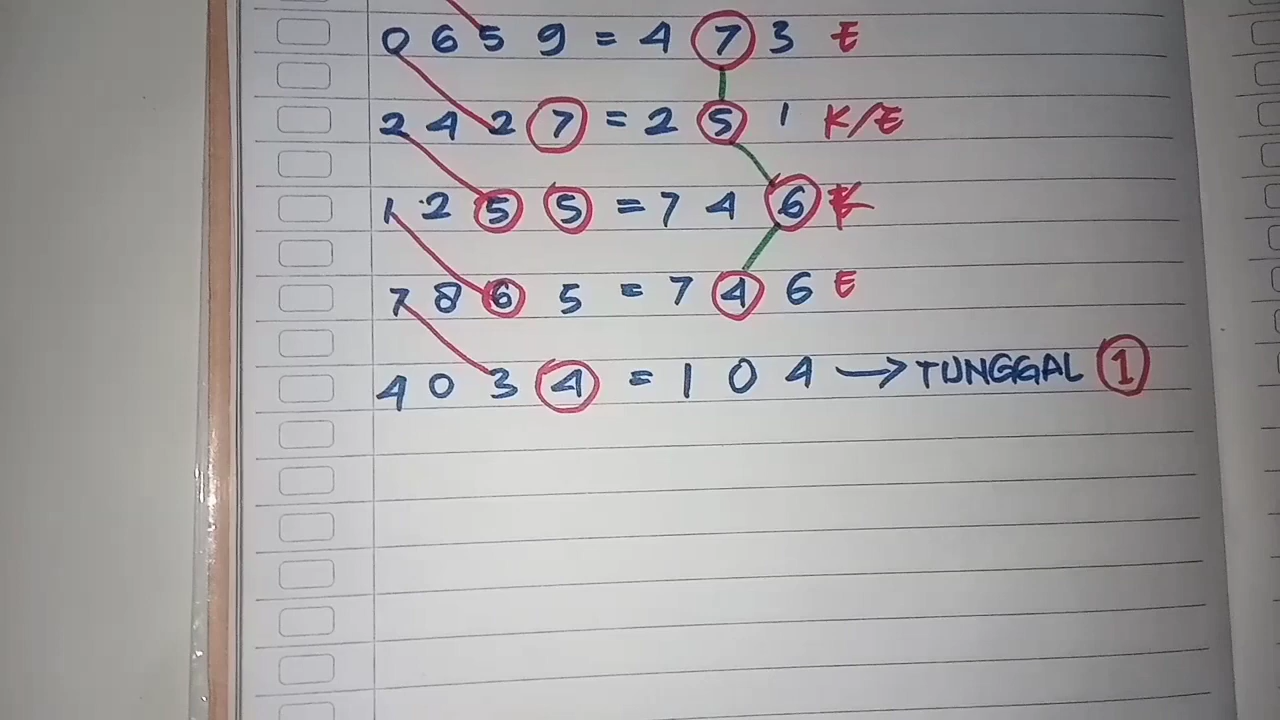 0 6 5 9 = 4 7 3 E
2 4 2 7 = 2 5 1 K/E
1 2 5 5 = 7 4 6 K
7 8 6 5 = 7 4 6 E
4 0 3 4 = 1 0 4 → TUNGGAL 1